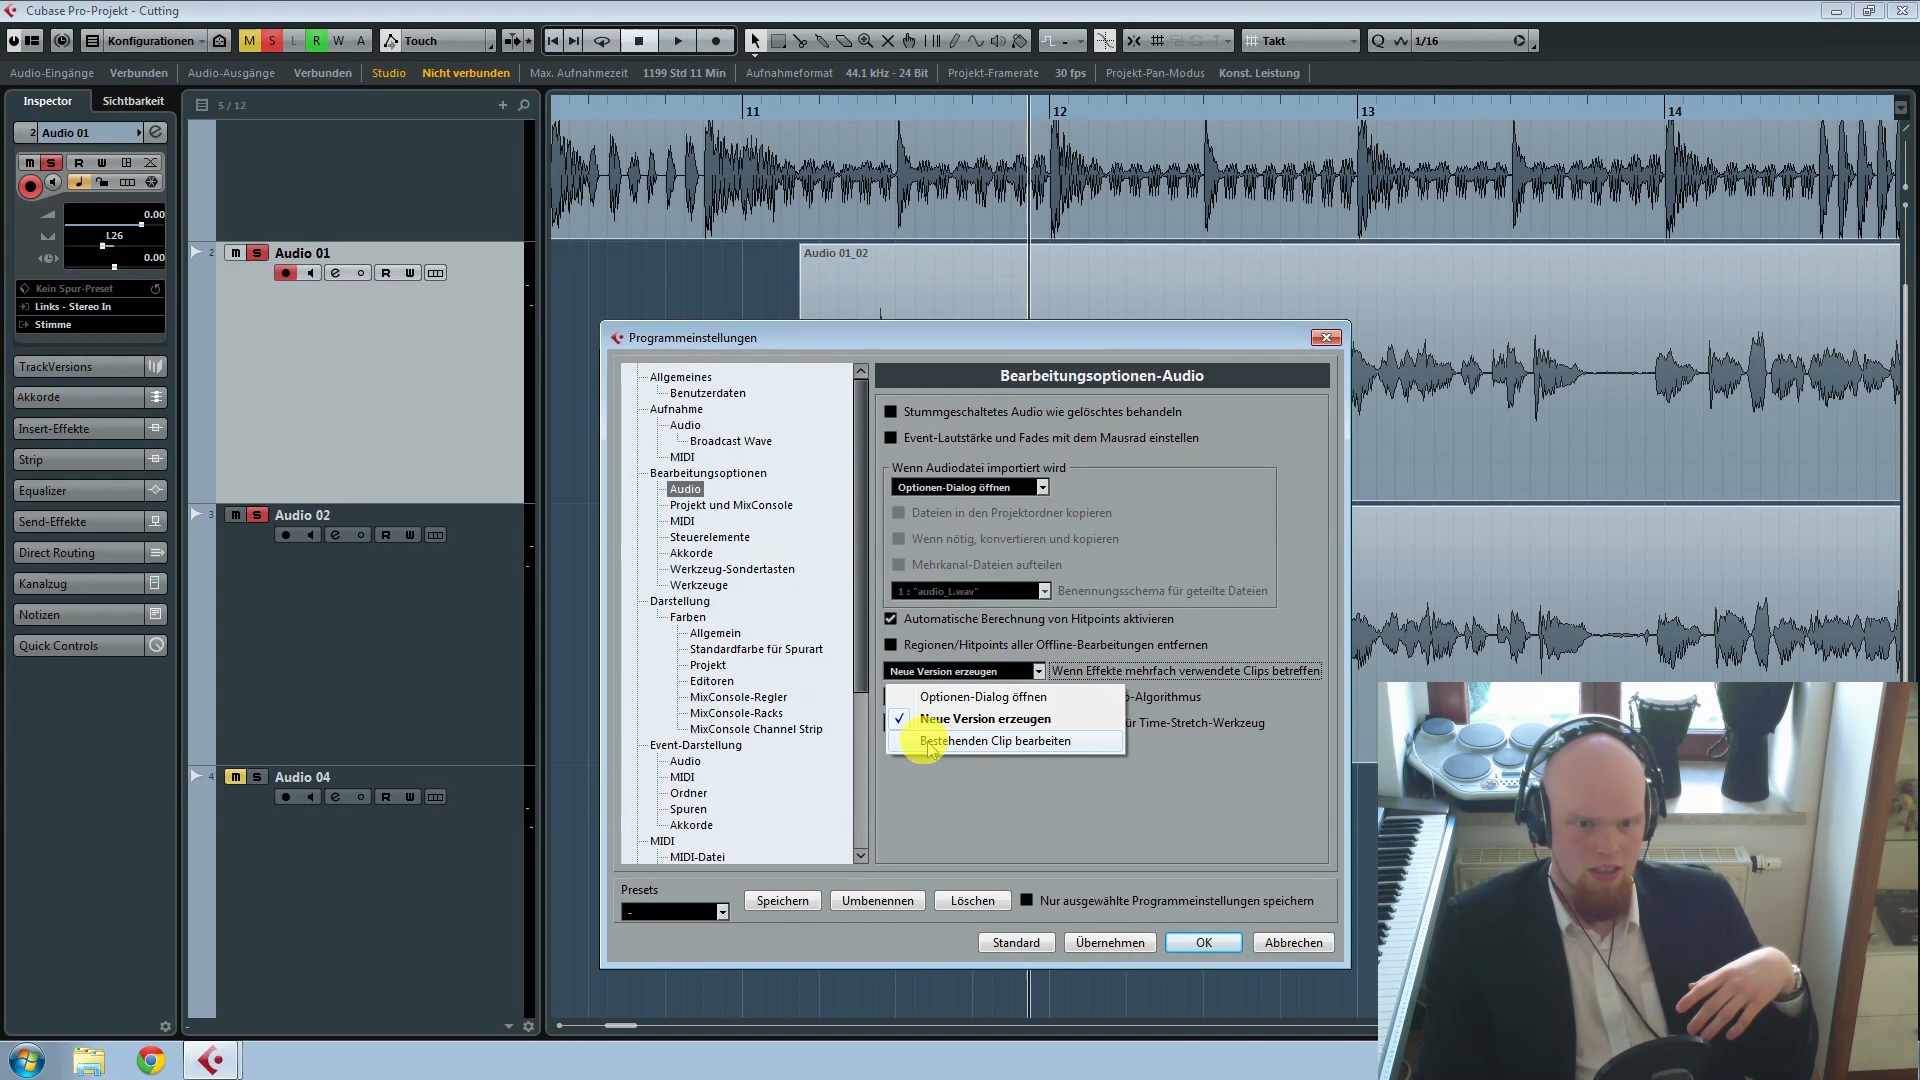 Cubase Pro-Projekt - Cutting
Konfigurationen
M S L R W A
Touch
Takt
Q
1/16
Audio-Eingänge Verbunden Audio-Ausgänge Verbunden Studio Nicht verbunden Max. Aufnahmezeit 1199 Std 11 Min Aufnahmeformat 44.1 kHz - 24 Bit Projekt-Framerate 30 fps Projekt-Pan-Modus Konst. Leistung
Inspector Sichtbarkeit
5 / 12
11 12 13 14
2 Audio 01
M S R W
0.00
L26
0.00
Kein Spur-Preset
Links - Stereo In
Stimme
TrackVersions
Akkorde
Insert-Effekte
Strip
Equalizer
Send-Effekte
Direct Routing
Kanalzug
Notizen
Quick Controls
2 m S Audio 01
R W
3 m S Audio 02
R W
4 m S Audio 04
R W
Audio 01_02
Programmeinstellungen
Allgemeines
Benutzerdaten
Aufnahme
Audio
Broadcast Wave
MIDI
Bearbeitungsoptionen
Audio
Projekt und MixConsole
MIDI
Steuerelemente
Akkorde
Werkzeug-Sondertasten
Werkzeuge
Darstellung
Farben
Allgemein
Standardfarbe für Spurart
Projekt
Editoren
MixConsole-Regler
MixConsole-Racks
MixConsole Channel Strip
Event-Darstellung
Audio
MIDI
Ordner
Spuren
Akkorde
MIDI
MIDI-Datei
Bearbeitungsoptionen-Audio
Stummgeschaltetes Audio wie gelöschtes behandeln
Event-Lautstärke und Fades mit dem Mausrad einstellen
Wenn Audiodatei importiert wird
Optionen-Dialog öffnen
Dateien in den Projektordner kopieren
Wenn nötig, konvertieren und kopieren
Mehrkanal-Dateien aufteilen
1 : "audio_L.wav" Benennungsschema für geteilte Dateien
Automatische Berechnung von Hitpoints aktivieren
Regionen/Hitpoints aller Offline-Bearbeitungen entfernen
Neue Version erzeugen Wenn Effekte mehrfach verwendete Clips betreffen
Optionen-Dialog öffnen
-Algorithmus
Neue Version erzeugen
Time-Stretch-Werkzeug
Bestehenden Clip bearbeiten
Presets
-
Speichern Umbenennen Löschen Nur ausgewählte Programmeinstellungen speichern
Standard Übernehmen OK Abbrechen